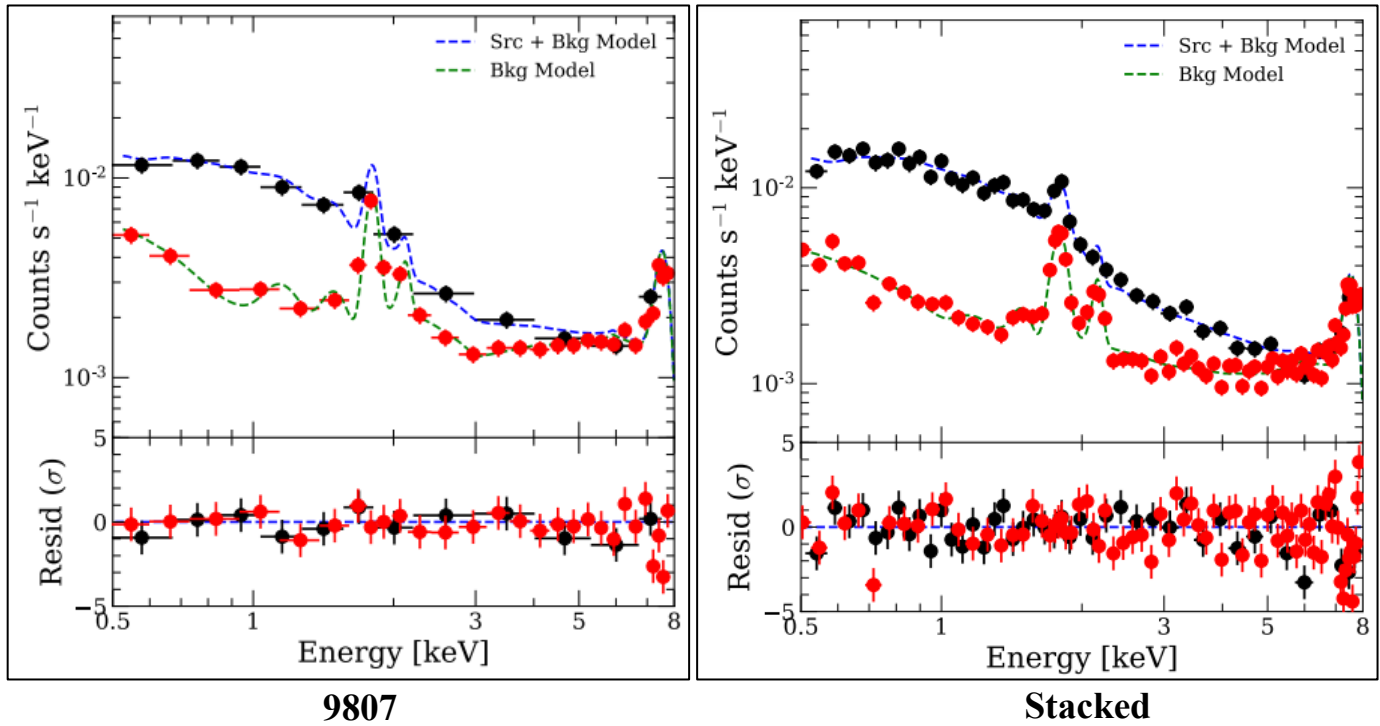 Src + Bkg Model
Bkg Model
Counts s⁻¹ keV⁻¹
10⁻²
10⁻³
5
0
−5
Resid (σ)
0.5
1
3
5
8
Energy [keV]
9807
Src + Bkg Model
Bkg Model
Counts s⁻¹ keV⁻¹
10⁻²
10⁻³
5
0
−5
Resid (σ)
0.5
1
3
5
8
Energy [keV]
Stacked